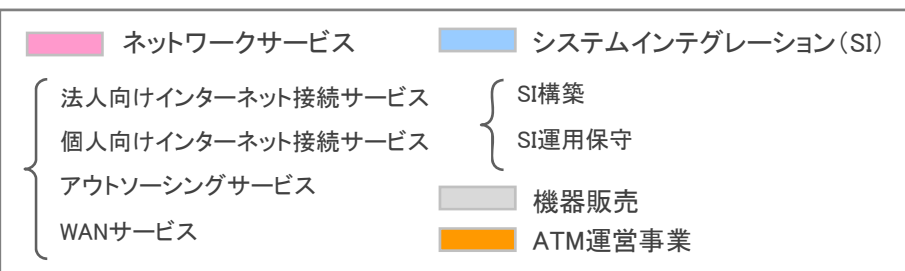 ネットワークサービス
法人向けインターネット接続サービス
個人向けインターネット接続サービス
アウトソーシングサービス
WANサービス
システムインテグレーション(SI)
SI構築
SI運用保守
機器販売
ATM運営事業